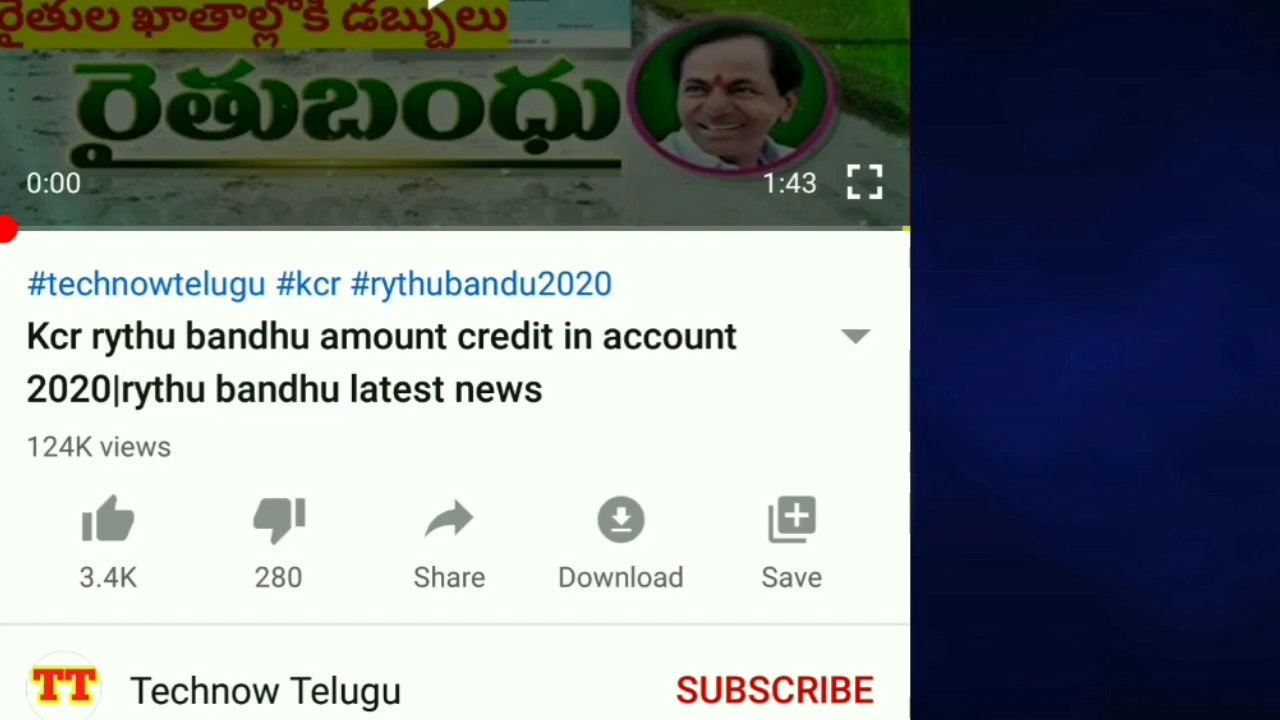 రైతుల ఖాతాల్లోకి డబ్బులు
రైతుబంధు
0:00
1:43
#technowtelugu #kcr #rythubandu2020
Kcr rythu bandhu amount credit in account
2020|rythu bandhu latest news
124K views
3.4K
280
Share
Download
Save
TT
Technow Telugu
SUBSCRIBE